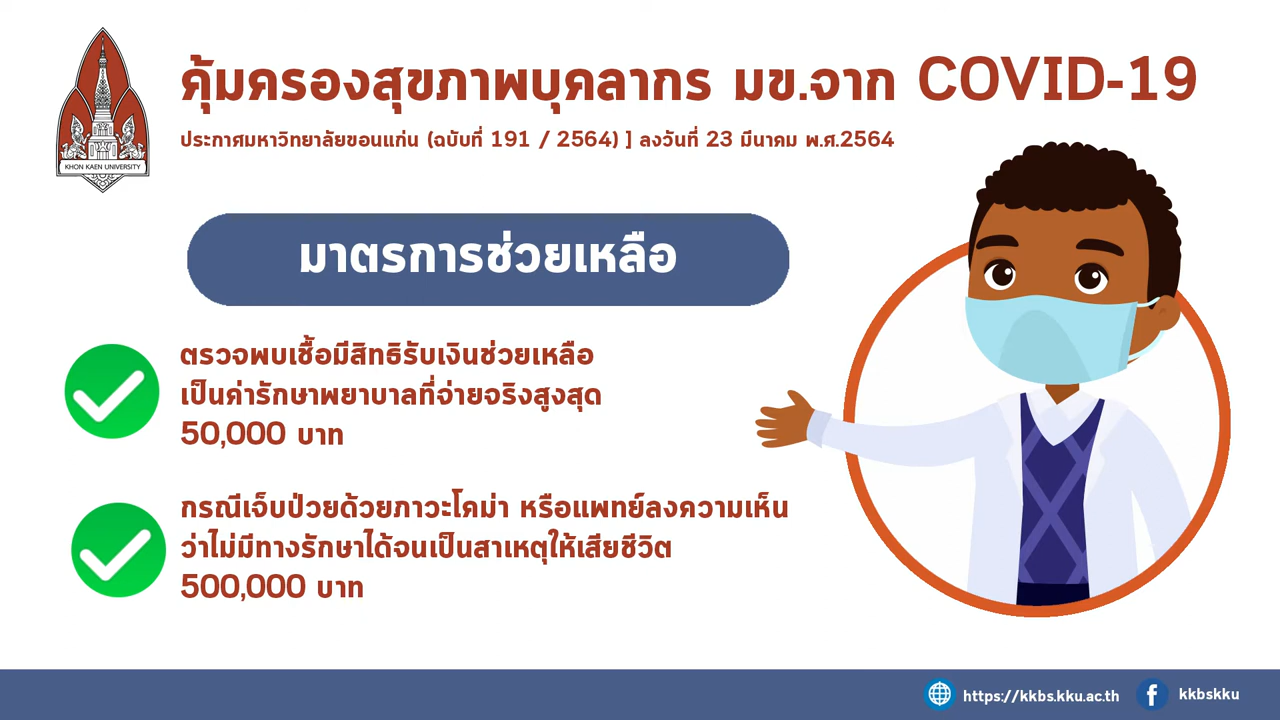 คุ้มครองสุขภาพบุคลากร มข.จาก COVID-19
ประกาศมหาวิทยาลัยขอนแก่น (ฉบับที่ 191 / 2564) ] ลงวันที่ 23 มีนาคม พ.ศ.2564
KHON KAEN UNIVERSITY
มาตรการช่วยเหลือ
ตรวจพบเชื้อมีสิทธิรับเงินช่วยเหลือ
เป็นค่ารักษาพยาบาลที่จ่ายจริงสูงสุด
50,000 บาท
กรณีเจ็บป่วยด้วยภาวะโคม่า หรือแพทย์ลงความเห็น
ว่าไม่มีทางรักษาได้จนเป็นสาเหตุให้เสียชีวิต
500,000 บาท
https://kkbs.kku.ac.th
kkbskku